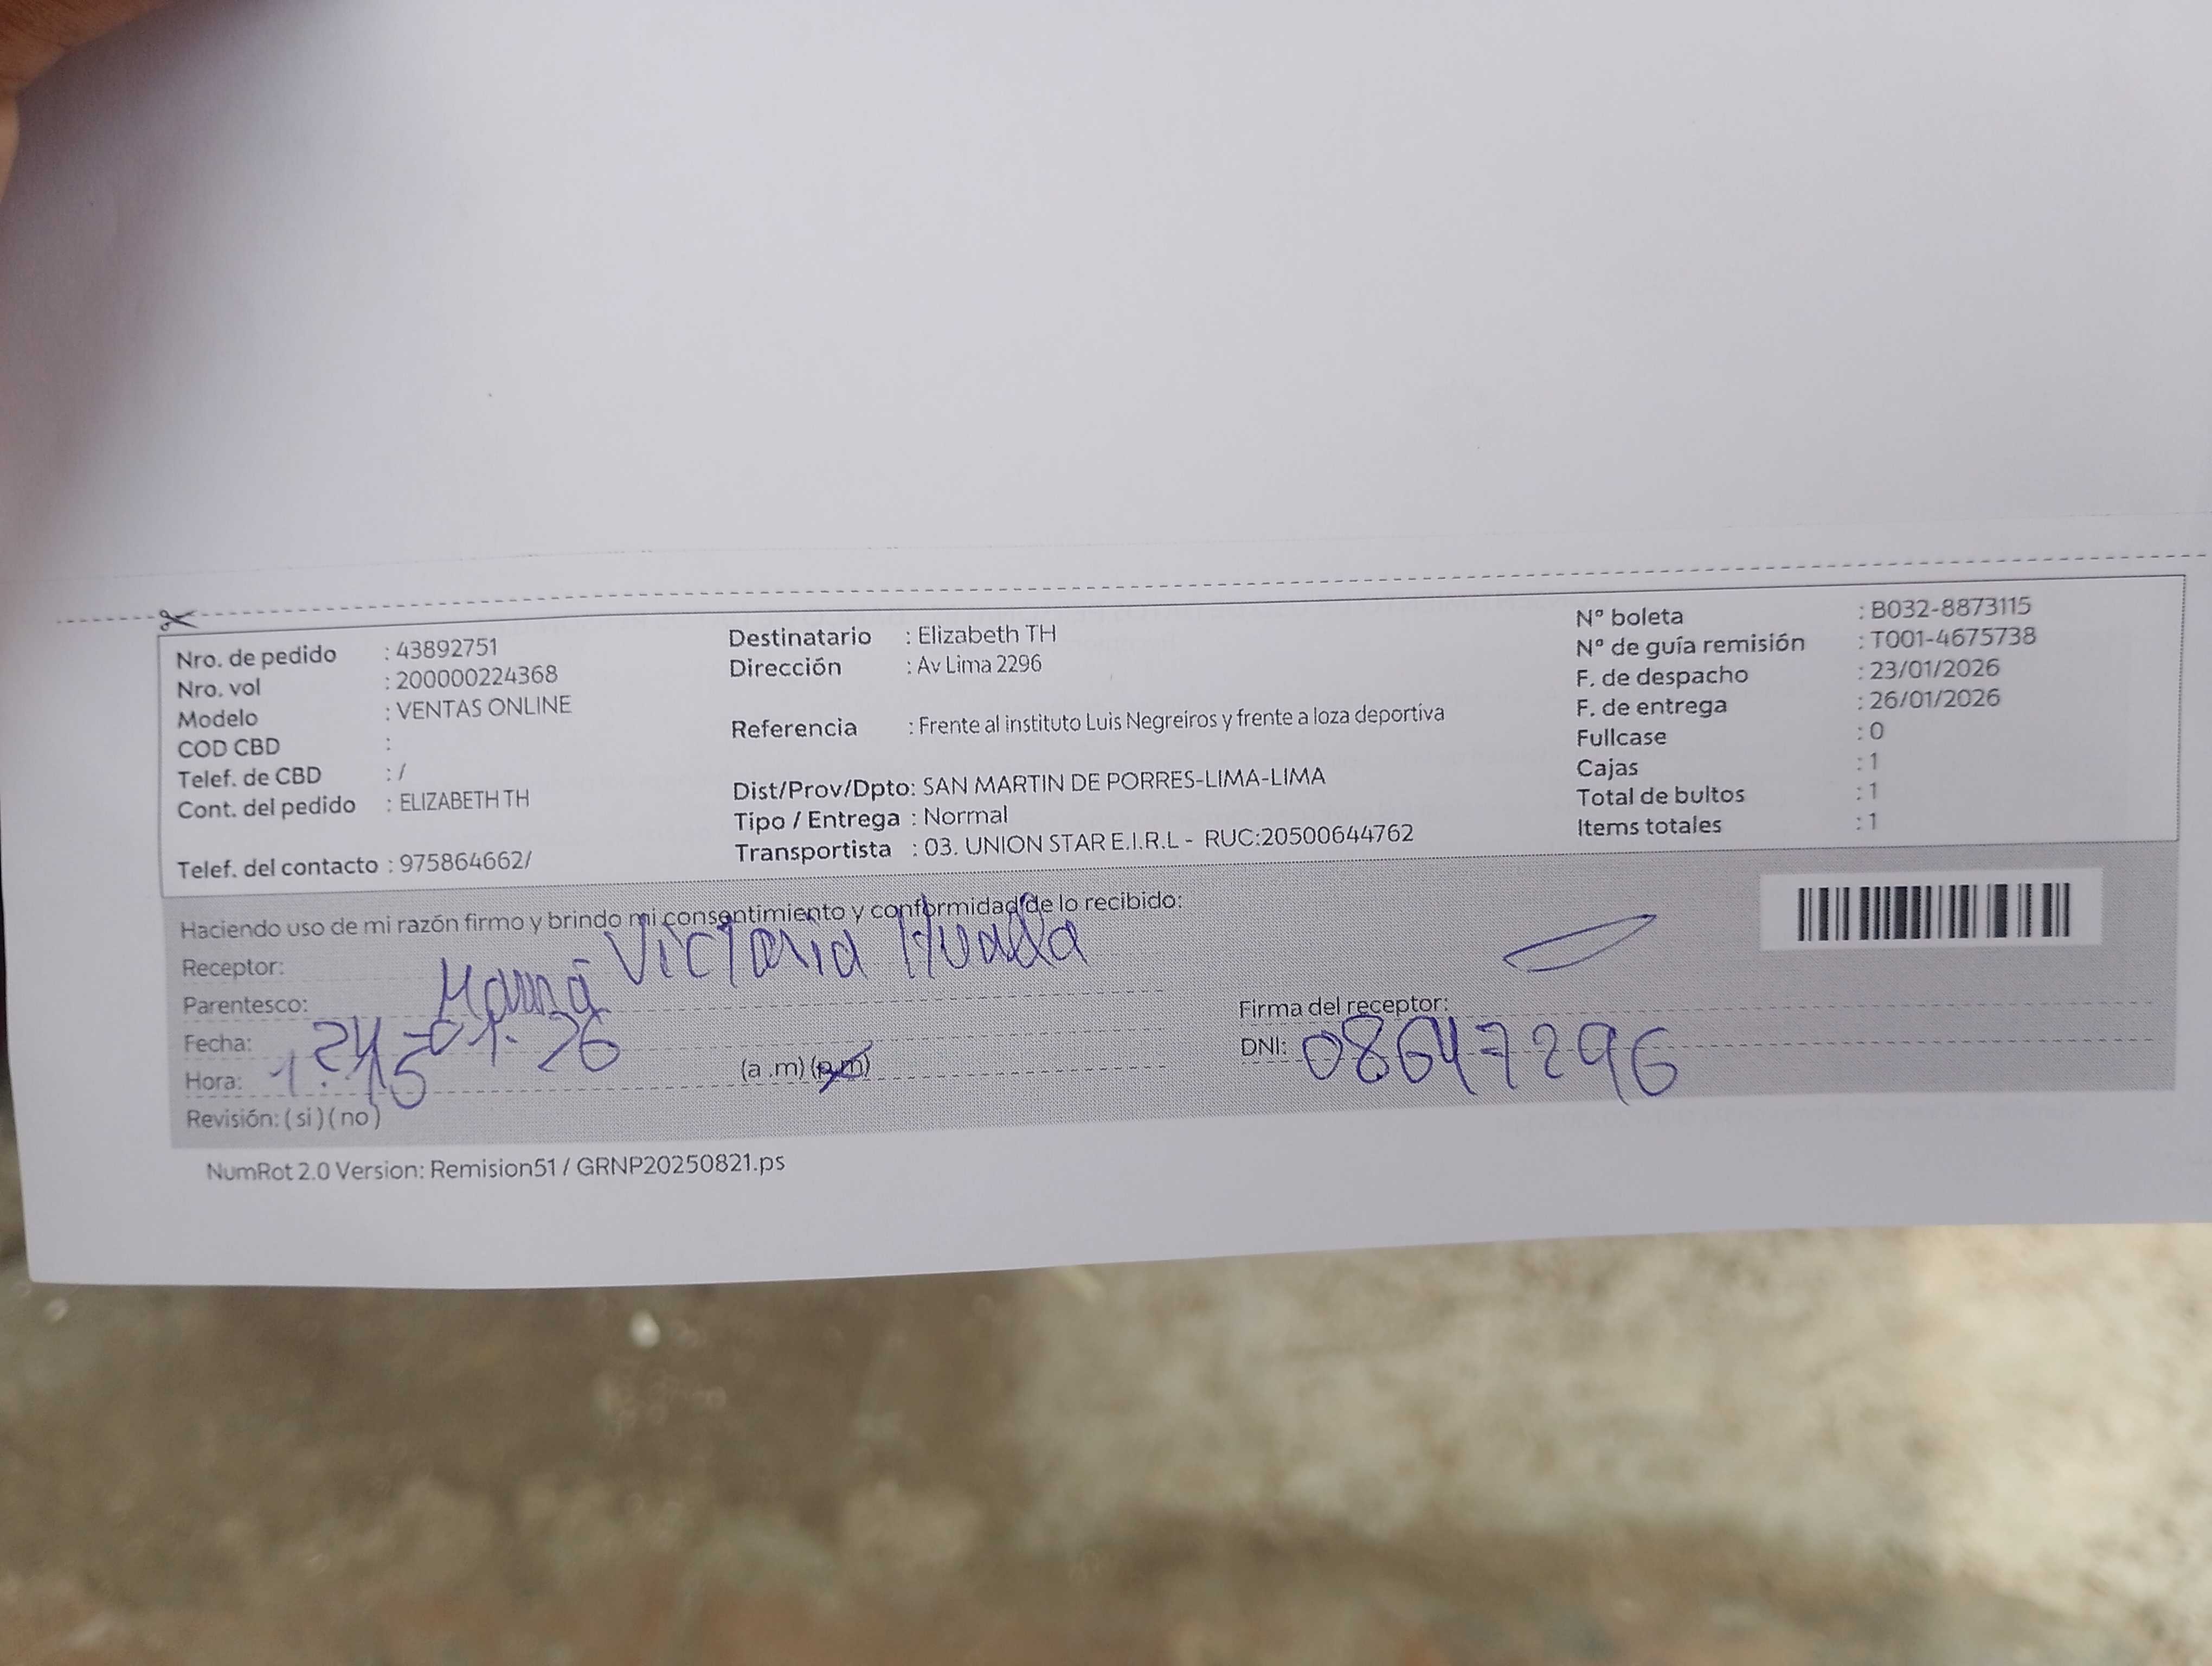 Nro. de pedido : 43892751
Nro. vol : 200000224368
Modelo : VENTAS ONLINE
COD CBD :
Telef. de CBD : /
Cont. del pedido : ELIZABETH TH
Telef. del contacto : 975864662/
Destinatario : Elizabeth TH
Dirección : Av Lima 2296
Referencia : Frente al instituto Luis Negreiros y frente a loza deportiva
Dist/Prov/Dpto: SAN MARTIN DE PORRES-LIMA-LIMA
Tipo / Entrega : Normal
Transportista : 03. UNION STAR E.I.R.L - RUC:20500644762
Nº boleta : B032-8873115
Nº de guía remisión : T001-4675738
F. de despacho : 23/01/2026
F. de entrega : 26/01/2026
Fullcase : 0
Cajas : 1
Total de bultos : 1
Items totales : 1
Haciendo uso de mi razón firmo y brindo mi consentimiento y conformidad de lo recibido:
Receptor: Victoria
Parentesco: Mamá
Fecha: 24-01-26
Hora: 1:15 (a .m) (p.m)
Revisión: ( si ) ( no )
Firma del receptor:
DNI: 08647296
NumRot 2.0 Version: Remision51 / GRNP20250821.ps